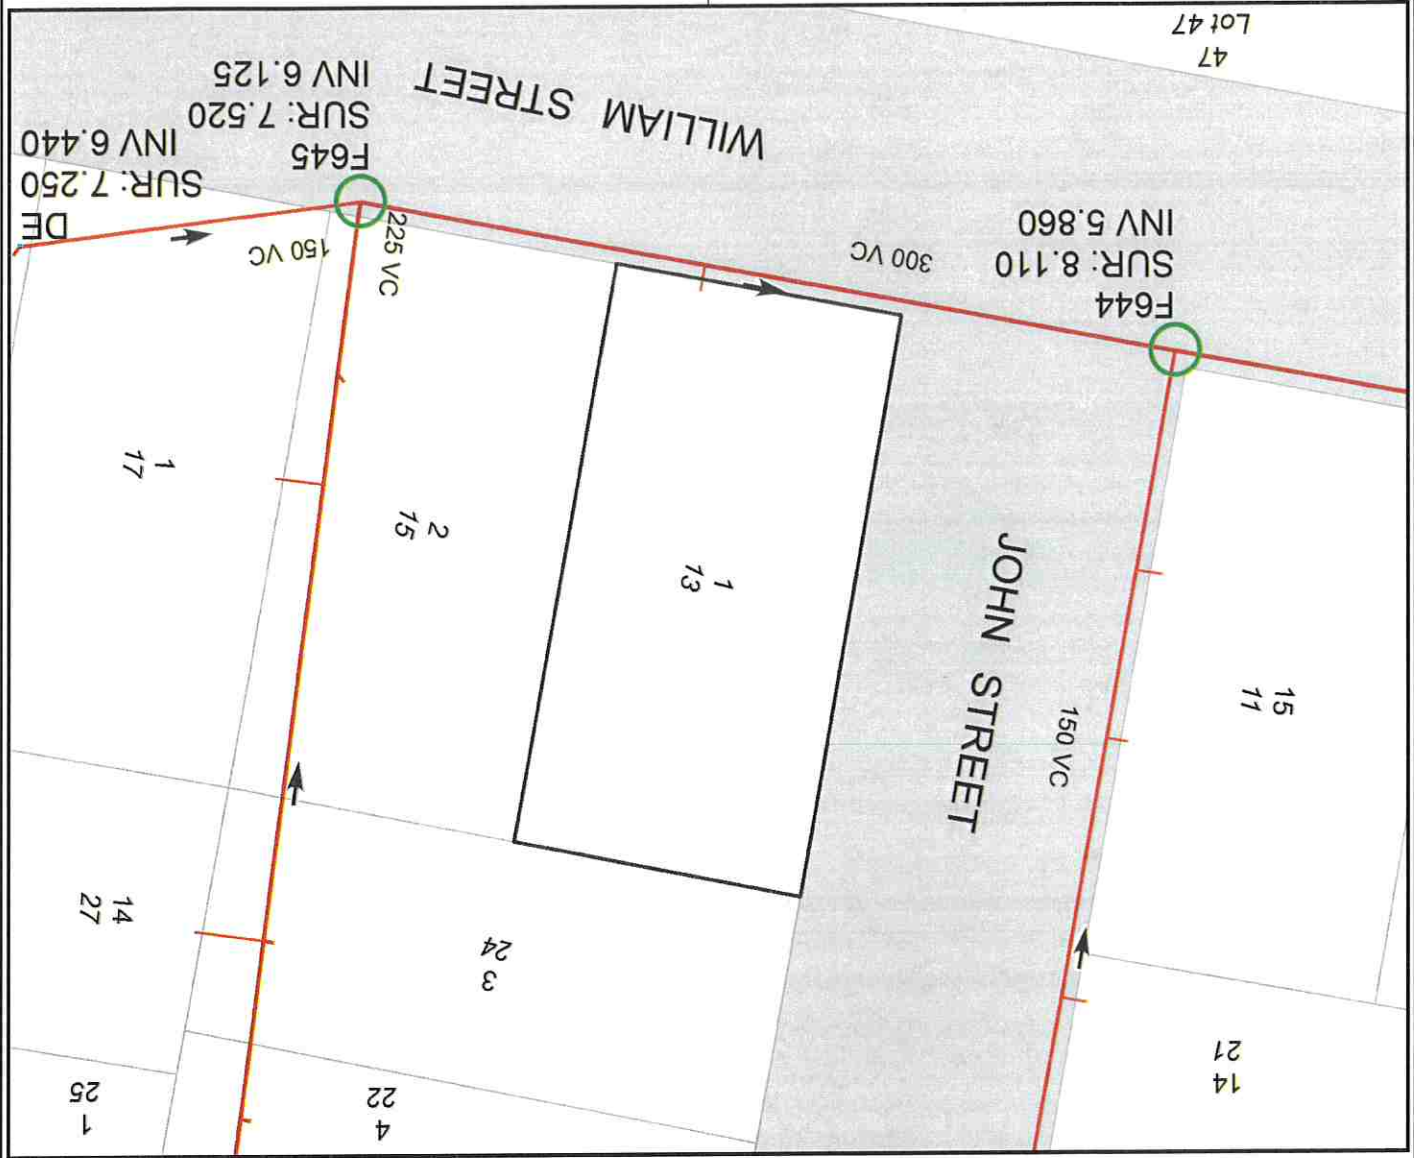 14
21
4
22
1
25
3
24
14
27
15
11
150 VC
JOHN STREET
1
13
2
15
1
17
F644
SUR: 8.110
INV 5.860
300 VC
225 VC
150 VC
DE
SUR: 7.250
INV 6.440
F645
SUR: 7.520
INV 6.125
WILLIAM STREET
47
Lot 47